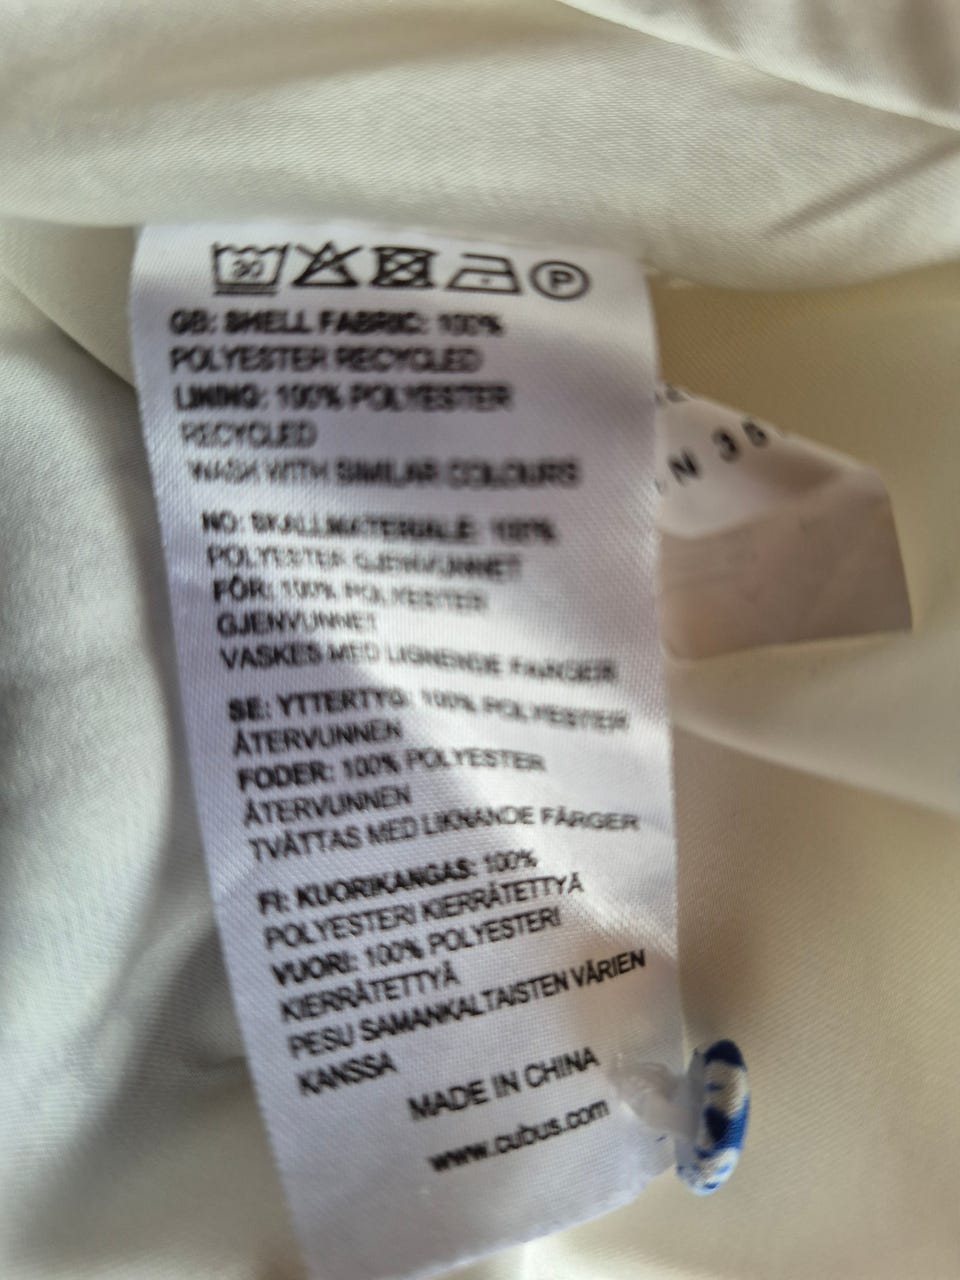 30
P
GB: SHELL FABRIC: 100%
POLYESTER RECYCLED
LINING: 100% POLYESTER
RECYCLED
WASH WITH SIMILAR COLOURS
NO: SKALLMATERIALE: 100%
POLYESTER GJENVUNNET
FÔR: 100% POLYESTER
GJENVUNNET
VASKES MED LIGNENDE FARGER
SE: YTTERTYG: 100% POLYESTER
ÅTERVUNNEN
FODER: 100% POLYESTER
ÅTERVUNNEN
TVÄTTAS MED LIKNANDE FÄRGER
FI: KUORIKANGAS: 100%
POLYESTERI KIERRÄTETTYÄ
VUORI: 100% POLYESTERI
KIERRÄTETTYÄ
PESU SAMANKALTAISTEN VÄRIEN
KANSSA
MADE IN CHINA
www.cubus.com